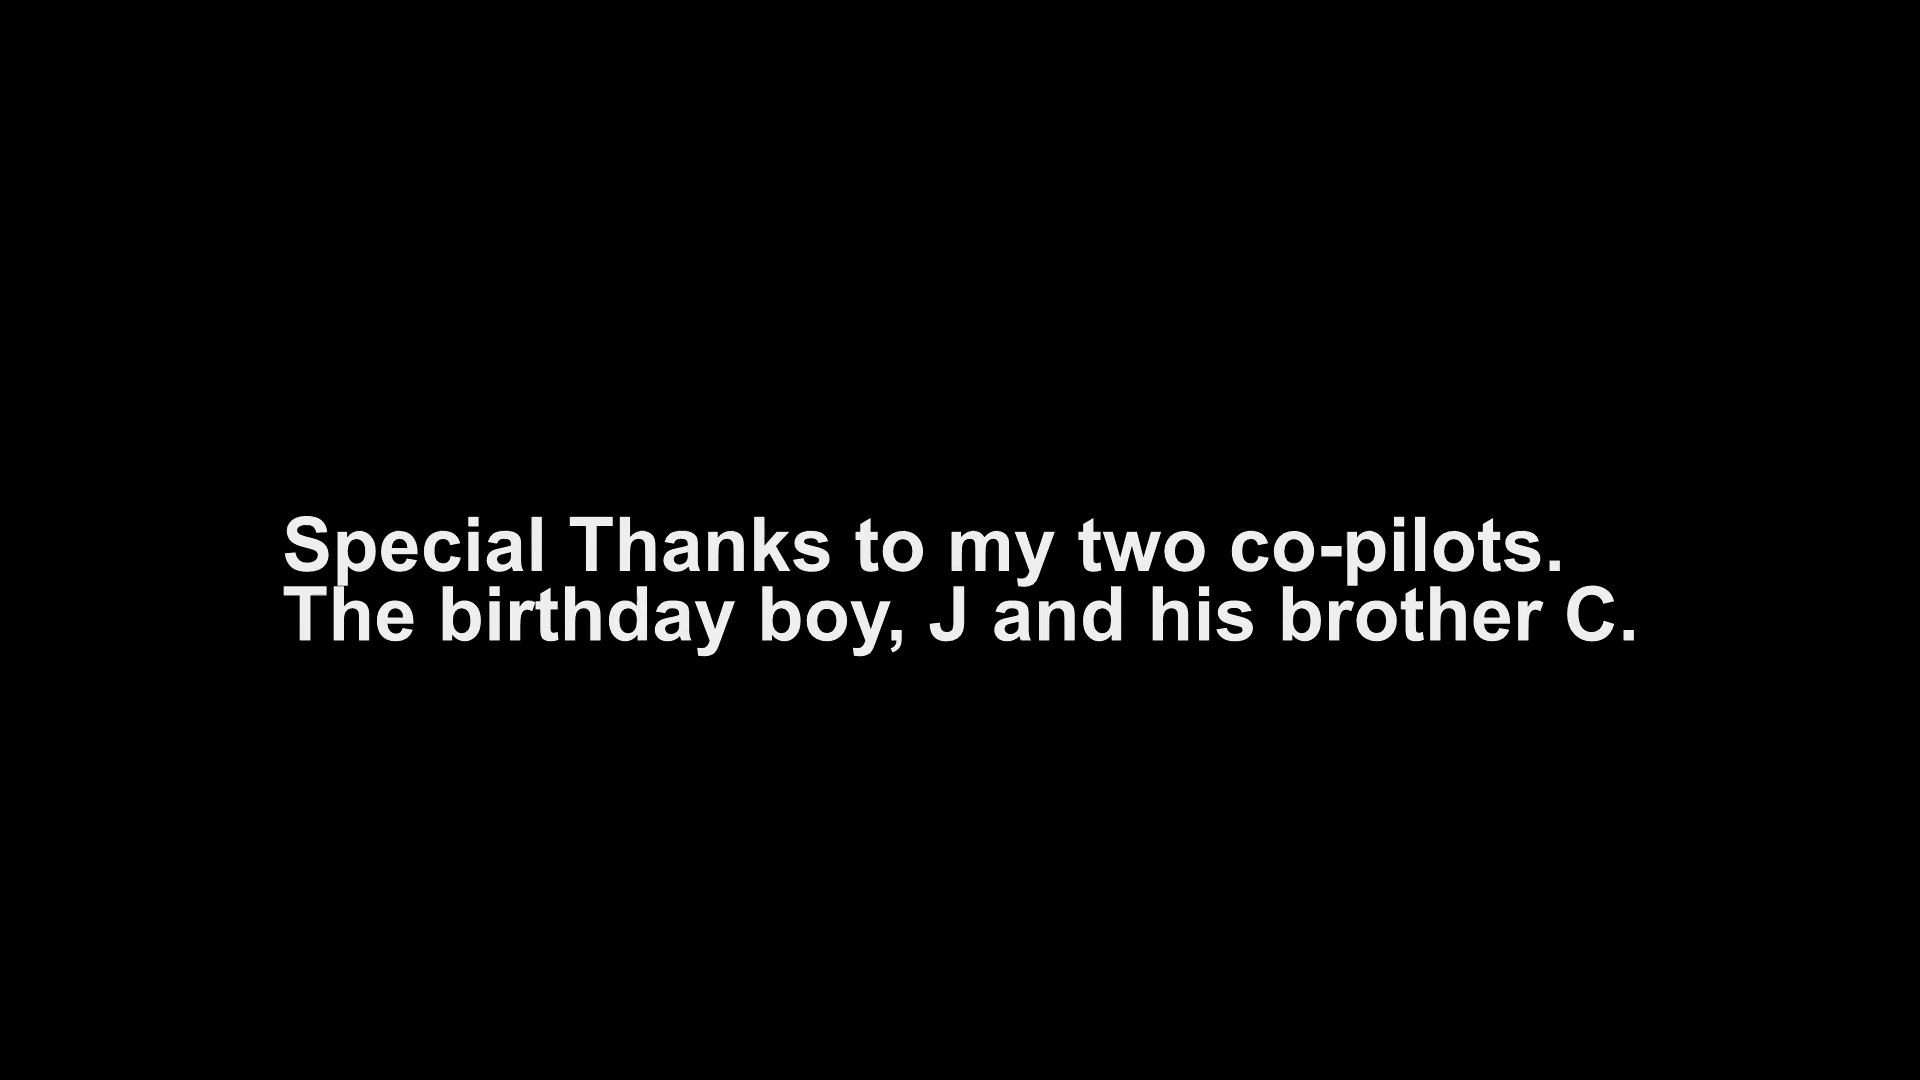 Special Thanks to my two co-pilots.
The birthday boy, J and his brother C.